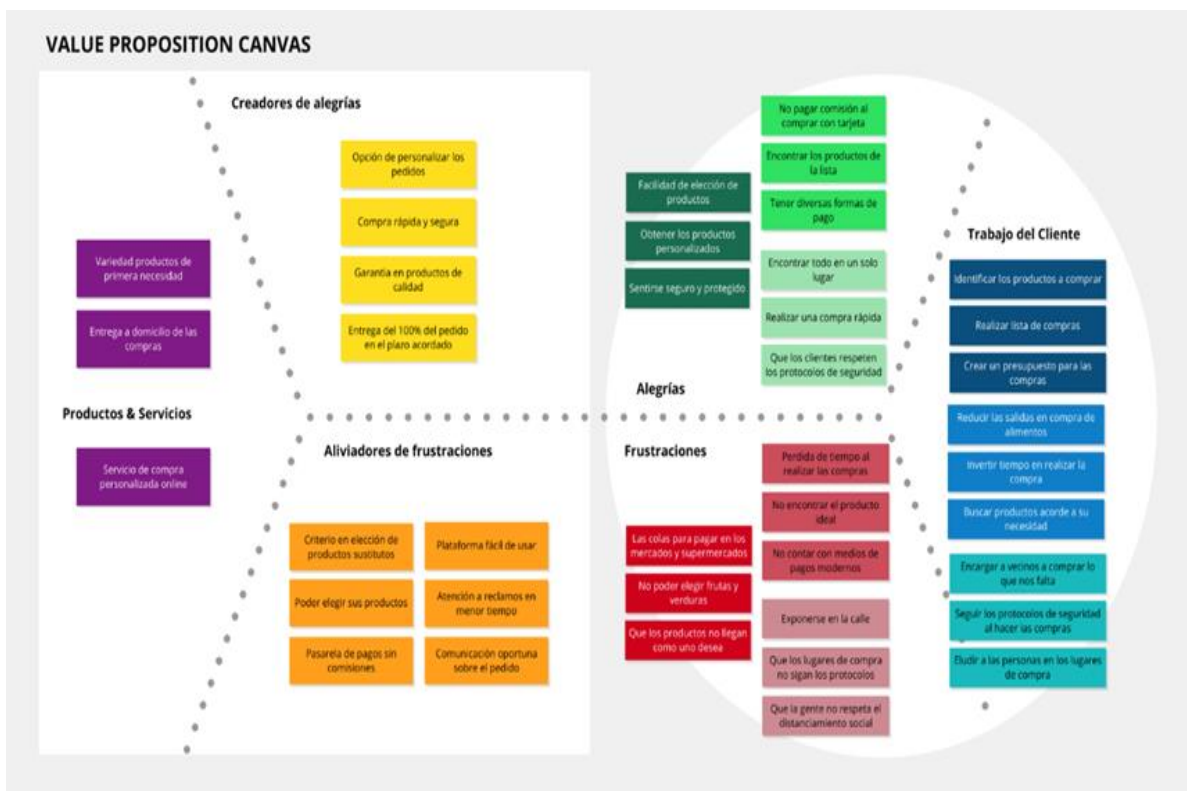 VALUE PROPOSITION CANVAS
Creadores de alegrías
Opción de personalizar los
pedidos
Compra rápida y segura
Garantia en productos de
calidad
Entrega del 100% del pedido
en el plazo acordado
Variedad productos de
primera necesidad
Entrega a domicilio de las
compras
Productos & Servicios
Servicio de compra
personalizada online
Aliviadores de frustraciones
Criterio en elección de
productos sustitutos
Plataforma fácil de usar
Poder elegir sus productos
Atención a reclamos en
menor tiempo
Pasarela de pagos sin
comisiones
Comunicación oportuna
sobre el pedido
No pagar comisión al
comprar con tarjeta
Encontrar los productos de
la lista
Tener diversas formas de
pago
Facilidad de elección de
productos
Obtener los productos
personalizados
Sentirse seguro y protegido
Encontrar todo en un solo
lugar
Realizar una compra rápida
Que los clientes respeten
los protocolos de seguridad
Alegrías
Frustraciones
Perdida de tiempo al
realizar las compras
No encontrar el producto
ideal
No contar con medios de
pagos modernos
Las colas para pagar en los
mercados y supermercados
No poder elegir frutas y
verduras
Que los productos no llegan
como uno desea
Exponerse en la calle
Que los lugares de compra
no sigan los protocolos
Que la gente no respeta el
distanciamiento social
Trabajo del Cliente
Identificar los productos a comprar
Realizar lista de compras
Crear un presupuesto para las
compras
Reducir las salidas en compra de
alimentos
Invertir tiempo en realizar la
compra
Buscar productos acorde a su
necesidad
Encargar a vecinos a comprar lo
que nos falta
Seguir los protocolos de seguridad
al hacer las compras
Eludir a las personas en los lugares
de compra